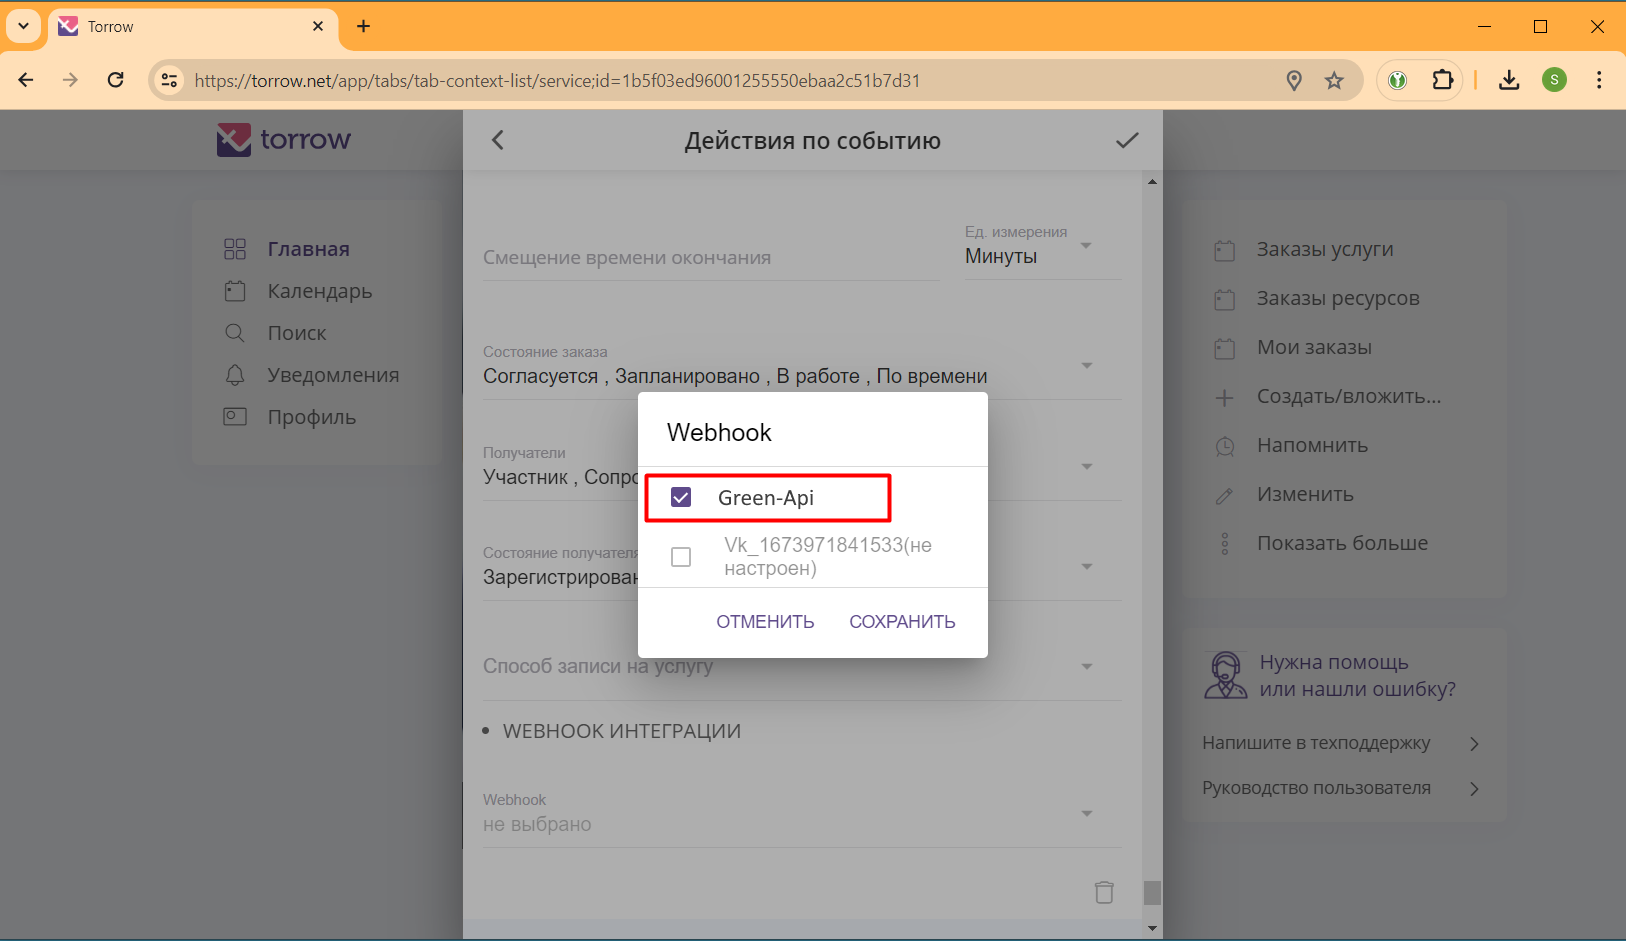 Torrow
https://torrow.net/app/tabs/tab-context-list/service;id=1b5f03ed96001255550ebaa2c51b7d31
S
torrow
Действия по событию
Главная
Календарь
Поиск
Уведомления
Профиль
Смещение времени окончания
Ед. измерения
Минуты
Состояние заказа
Согласуется , Запланировано , В работе , По времени
Получатели
Участник , Сопро
Состояние получателя
Зарегистрирован
Способ записи на услугу
• WEBHOOK ИНТЕГРАЦИИ
Webhook
не выбрано
Webhook
Green-Api
Vk_1673971841533(не
настроен)
ОТМЕНИТЬ СОХРАНИТЬ
Заказы услуги
Заказы ресурсов
Мои заказы
Создать/вложить...
Напомнить
Изменить
Показать больше
Нужна помощь
или нашли ошибку?
Напишите в техподдержку
Руководство пользователя